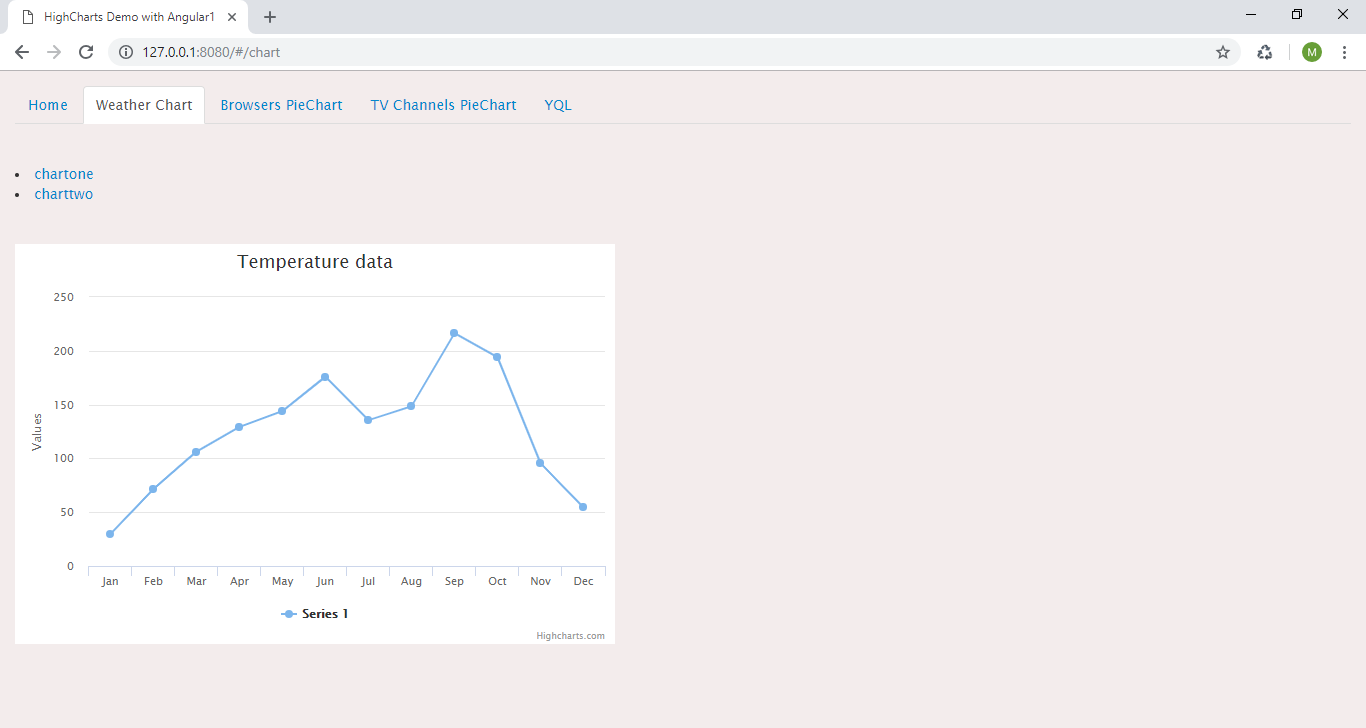 HighCharts Demo with Angular1
127.0.0.1:8080/#/chart
M
Home Weather Chart Browsers PieChart TV Channels PieChart YQL
chartone
charttwo
Temperature data
250
200
150
100
50
0
Values
Jan Feb Mar Apr May Jun Jul Aug Sep Oct Nov Dec
Series 1
Highcharts.com